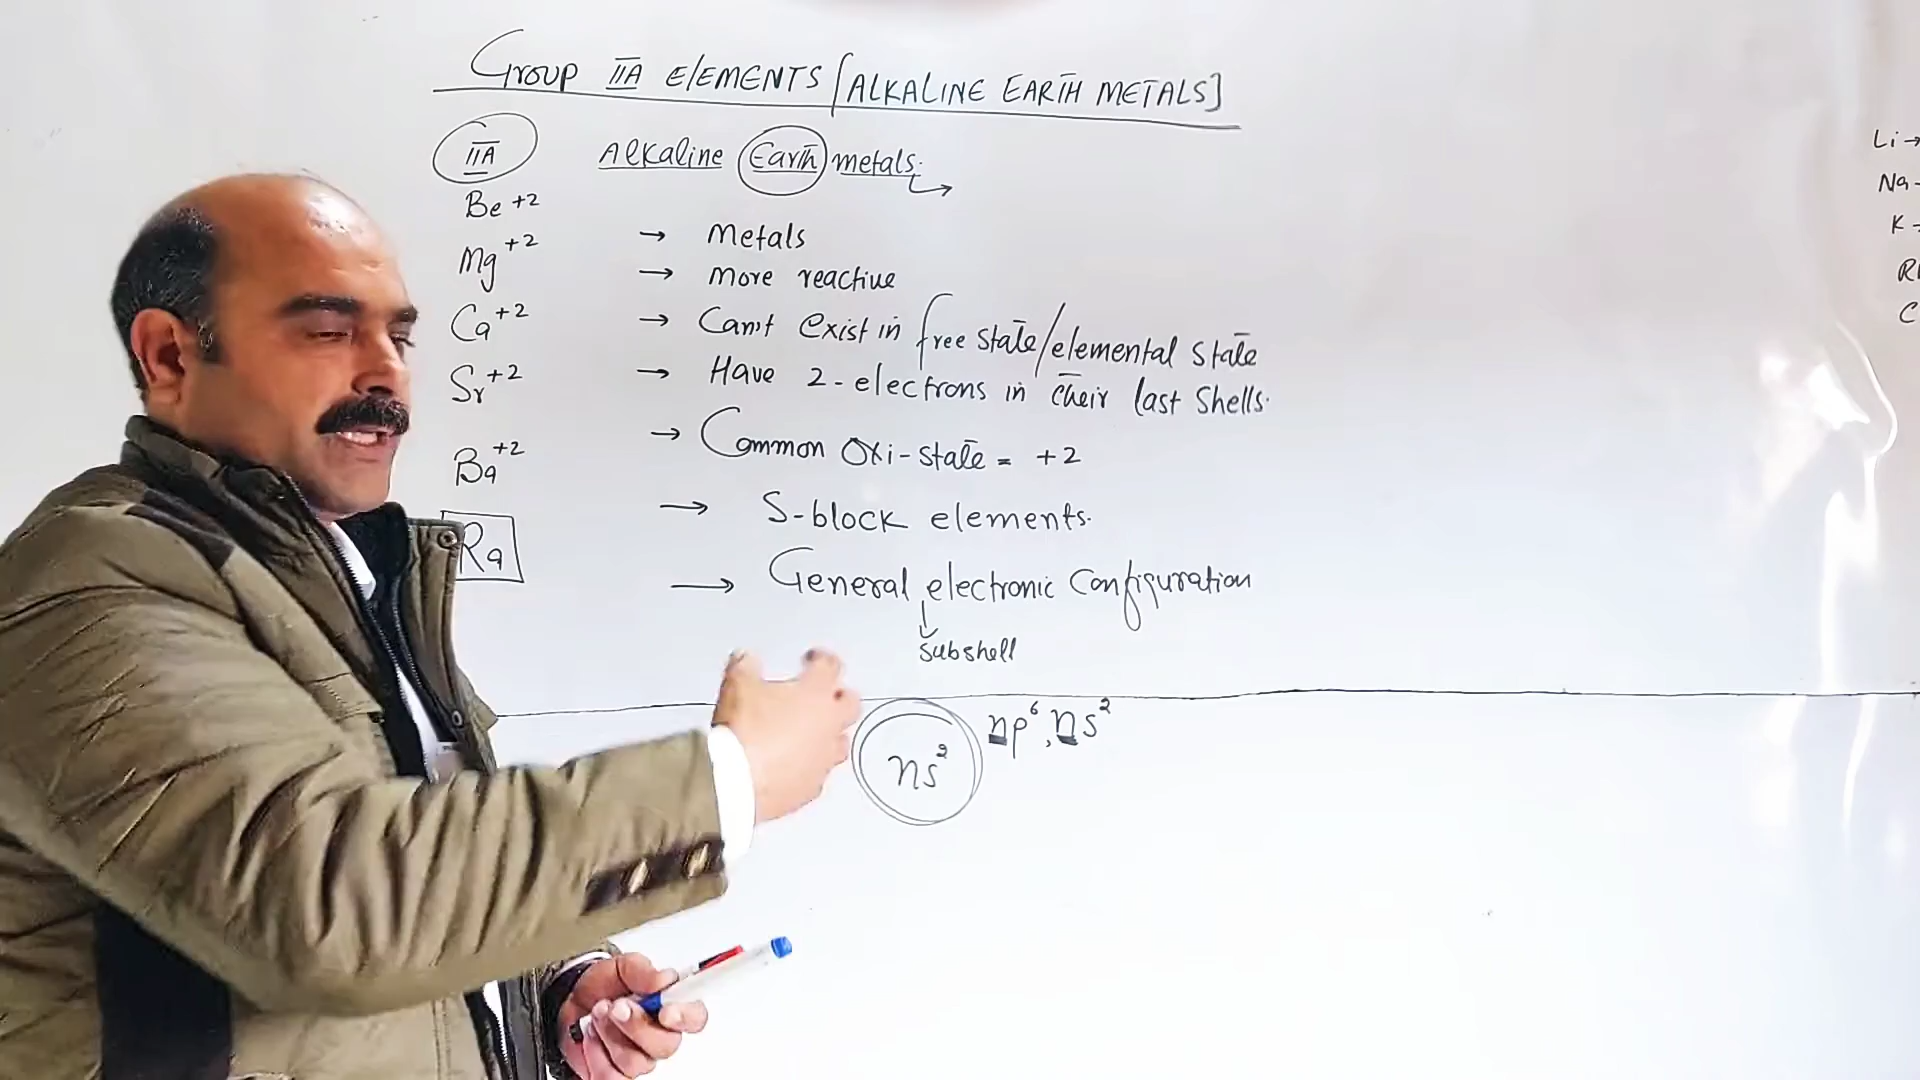 Group IIA ElEMENTS [ALKALINE EARTH METALS]
IIA
Alkaline Earth metals.
Be +2
Mg +2
Ca +2
Sr +2
Ba +2
Ra
→ Metals
→ More reactive
→ Can't Exist in free state/elemental state
→ Have 2-electrons in their last shells.
→ Common Oxi-state = +2
→ S-block elements.
→ General electronic Configuration
Subshell
ns²
np⁶, ns²
Li →
Na -
K -